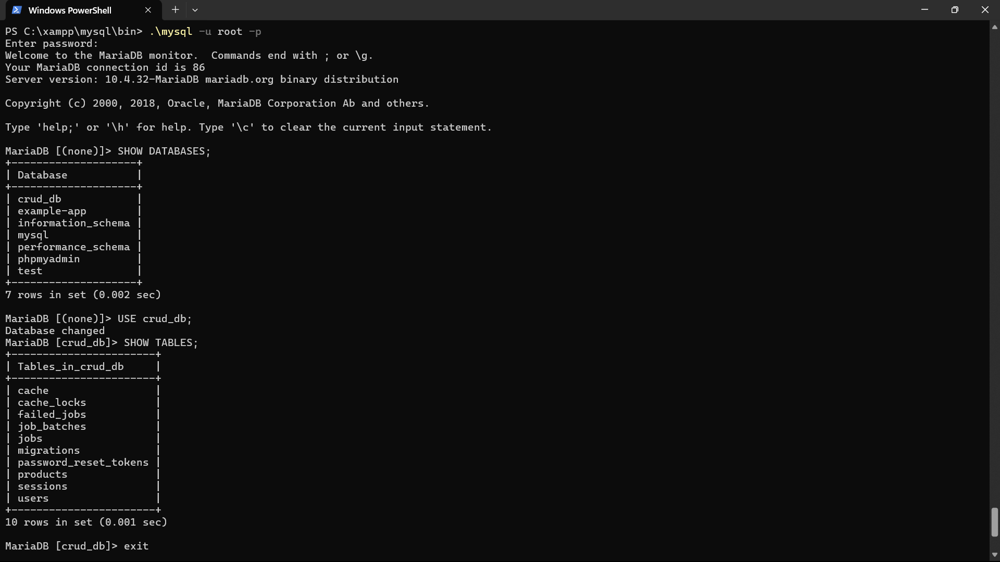 Windows PowerShell
PS C:\xampp\mysql\bin> .\mysql -u root -p
Enter password:
Welcome to the MariaDB monitor.  Commands end with ; or \g.
Your MariaDB connection id is 86
Server version: 10.4.32-MariaDB mariadb.org binary distribution

Copyright (c) 2000, 2018, Oracle, MariaDB Corporation Ab and others.

Type 'help;' or '\h' for help. Type '\c' to clear the current input statement.

MariaDB [(none)]> SHOW DATABASES;
+--------------------+
| Database           |
+--------------------+
| crud_db            |
| example-app        |
| information_schema |
| mysql              |
| performance_schema |
| phpmyadmin         |
| test               |
+--------------------+
7 rows in set (0.002 sec)

MariaDB [(none)]> USE crud_db;
Database changed
MariaDB [crud_db]> SHOW TABLES;
+-----------------------+
| Tables_in_crud_db     |
+-----------------------+
| cache                 |
| cache_locks           |
| failed_jobs           |
| job_batches           |
| jobs                  |
| migrations            |
| password_reset_tokens |
| products              |
| sessions              |
| users                 |
+-----------------------+
10 rows in set (0.001 sec)

MariaDB [crud_db]> exit